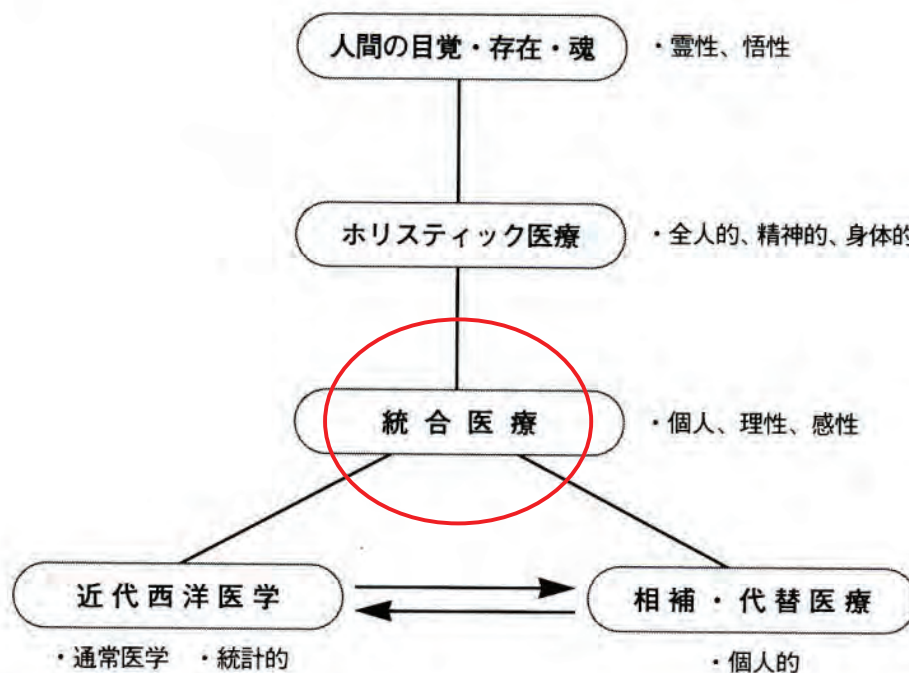 人間の目覚・存在・魂 ・霊性、悟性
ホリスティック医療 ・全人的、精神的、身体的
統合医療 ・個人、理性、感性
近代西洋医学 相補・代替医療
・通常医学 ・統計的 ・個人的